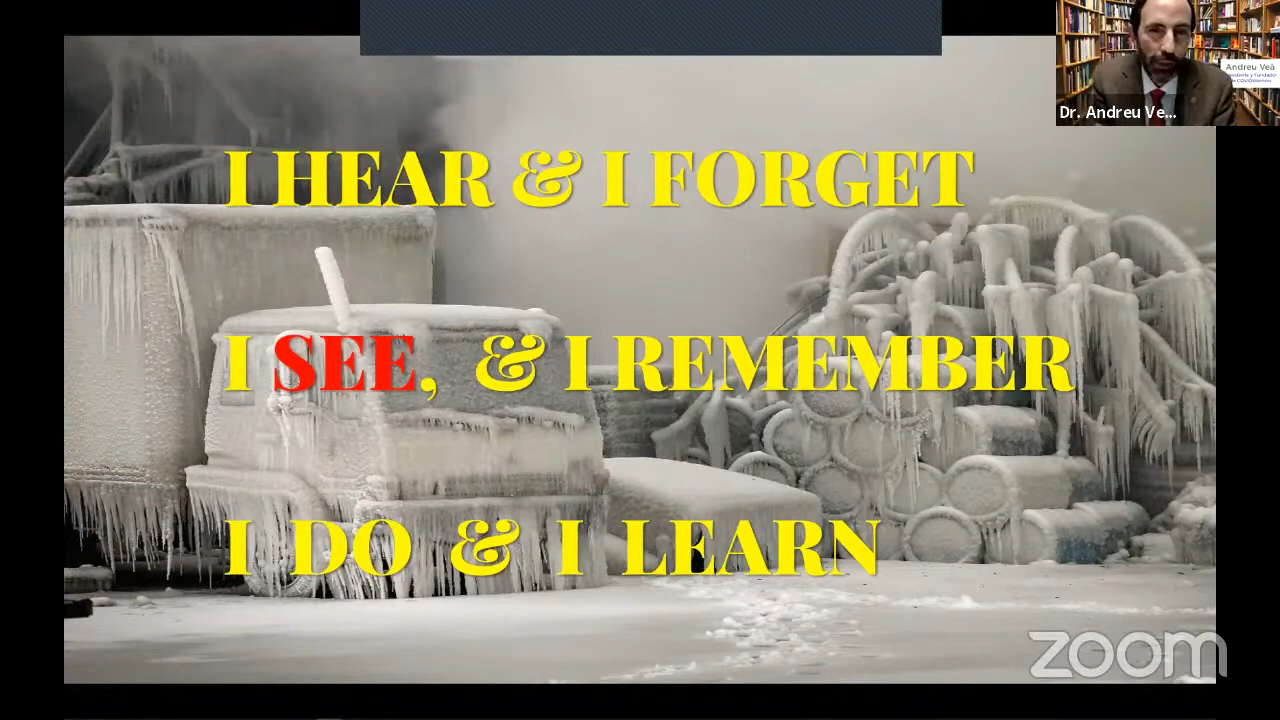 Andreu Veà
Dr. Andreu Ve...
I HEAR & I FORGET
I SEE, & I REMEMBER
I DO & I LEARN
zoom